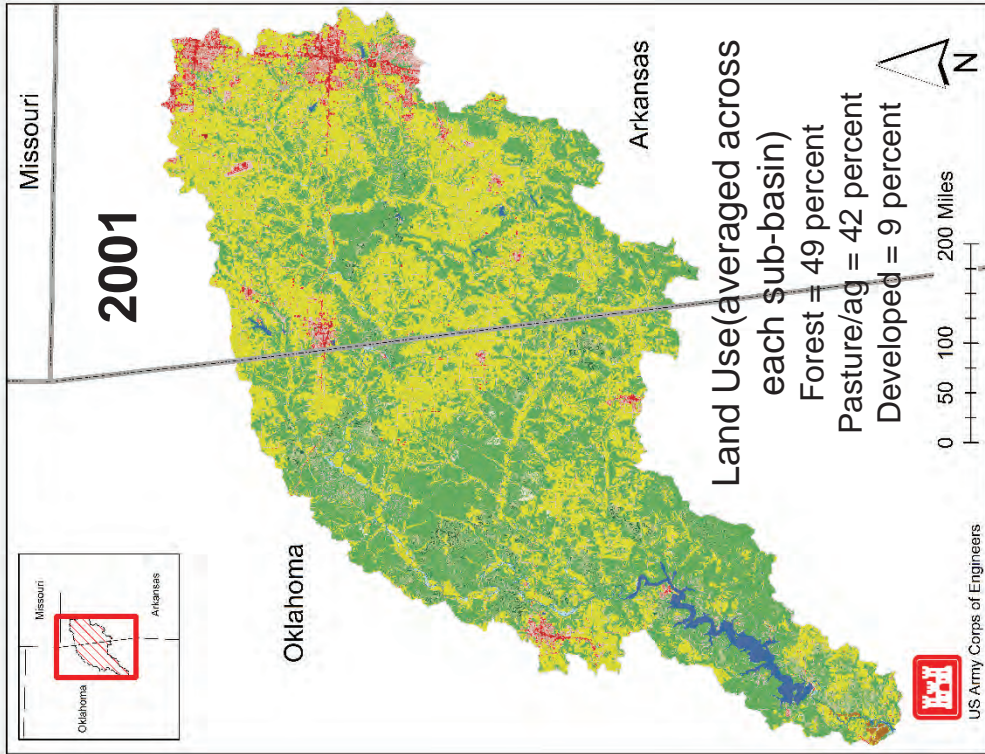 Missouri
2001
Missouri
Oklahoma
Arkansas
Oklahoma
Arkansas
Land Use(averaged across
each sub-basin)
Forest = 49 percent
Pasture/ag = 42 percent
Developed = 9 percent
0 50 100 200 Miles
N
US Army Corps of Engineers